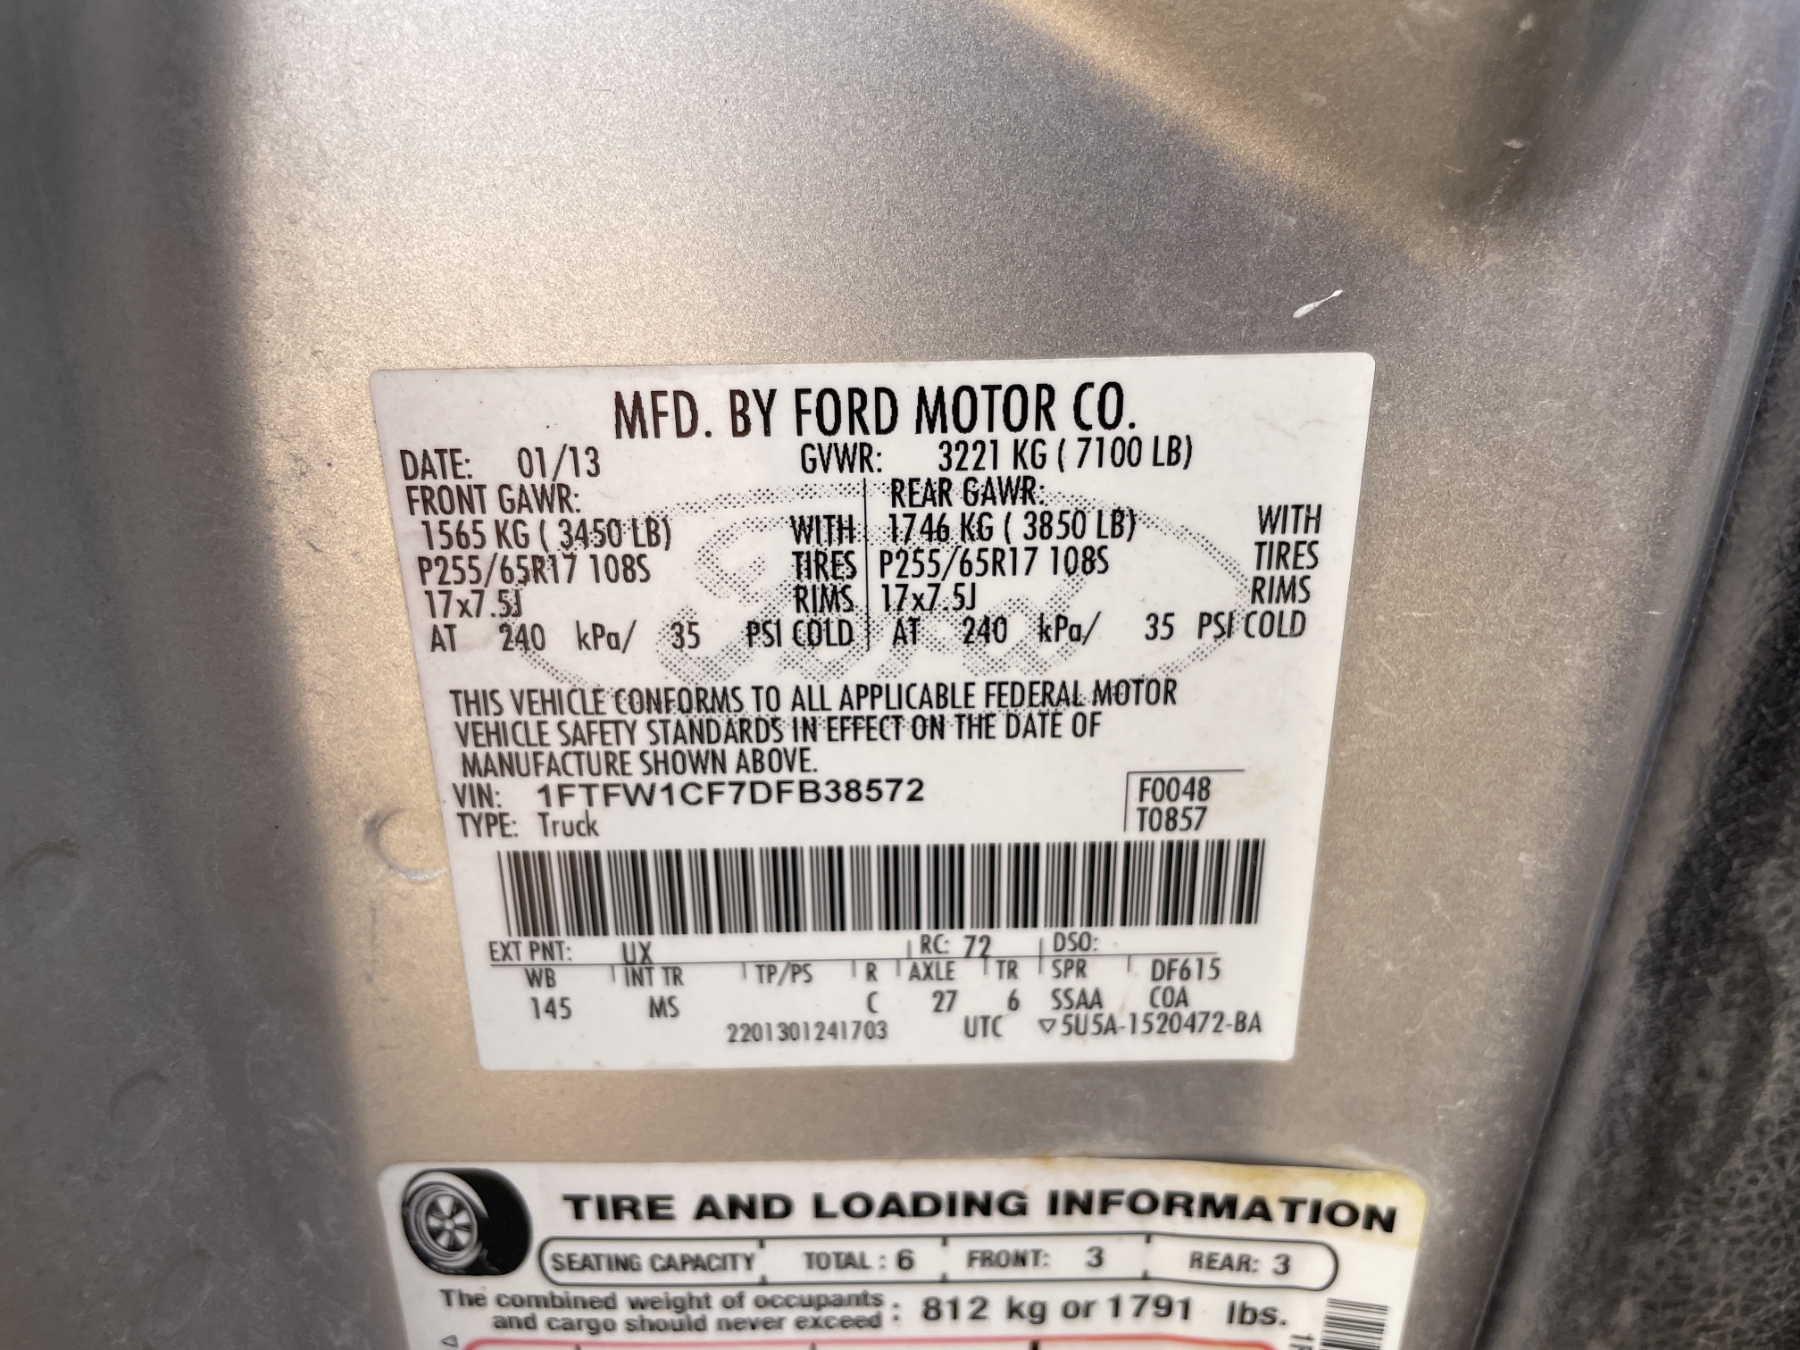 MFD. BY FORD MOTOR CO.
DATE: 01/13 GVWR: 3221 KG ( 7100 LB)
FRONT GAWR: REAR GAWR:
1565 KG ( 3450 LB) WITH 1746 KG ( 3850 LB) WITH
P255/65R17 108S TIRES P255/65R17 108S TIRES
17x7.5J RIMS 17x7.5J RIMS
AT 240 kPa/ 35 PSI COLD AT 240 kPa/ 35 PSI COLD
THIS VEHICLE CONFORMS TO ALL APPLICABLE FEDERAL MOTOR
VEHICLE SAFETY STANDARDS IN EFFECT ON THE DATE OF
MANUFACTURE SHOWN ABOVE.
VIN: 1FTFW1CF7DFB38572 F0048
TYPE: Truck T0857
EXT PNT: UX RC: 72 DSO:
WB INT TR TP/PS R AXLE TR SPR DF615
145 MS C 27 6 SSAA COA
2201301241703 UTC ▽5U5A-1520472-BA
TIRE AND LOADING INFORMATION
SEATING CAPACITY TOTAL : 6 FRONT: 3 REAR: 3
The combined weight of occupants
and cargo should never exceed : 812 kg or 1791 lbs.